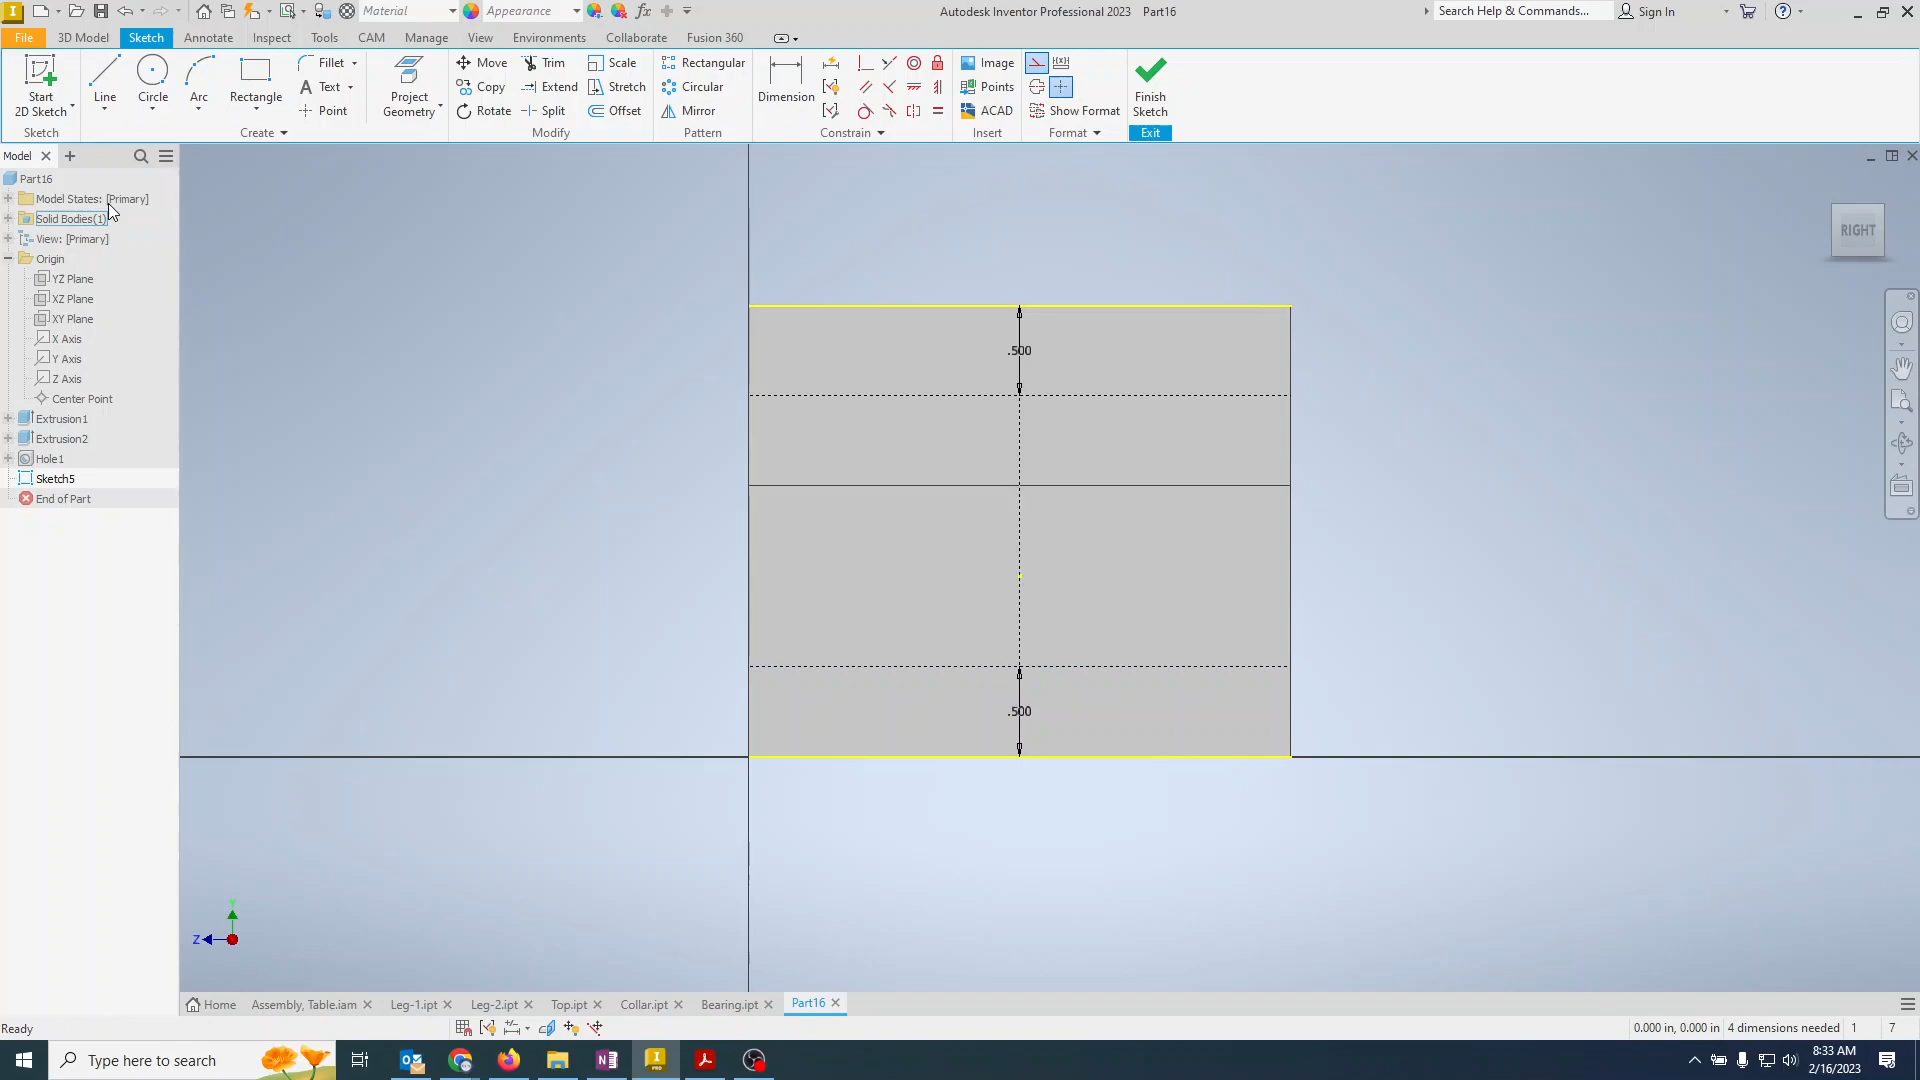 Material
Appearance
Autodesk Inventor Professional 2023 Part16
Search Help & Commands...
Sign In
File 3D Model Sketch Annotate Inspect Tools CAM Manage View Environments Collaborate Fusion 360
Start
2D Sketch
Line
Circle
Arc
Rectangle
Fillet
Text
Point
Project
Geometry
Move
Copy
Rotate
Trim
Extend
Split
Scale
Stretch
Offset
Rectangular
Circular
Mirror
Dimension
Image
Points
ACAD
Show Format
Finish
Sketch
Sketch Create Modify Pattern Constrain Insert Format Exit
Model
Part16
Model States: [Primary]
Solid Bodies(1)
View: [Primary]
Origin
YZ Plane
XZ Plane
XY Plane
X Axis
Y Axis
Z Axis
Center Point
Extrusion1
Extrusion2
Hole1
Sketch5
End of Part
RIGHT
.500
.500
Y
Z
Home Assembly, Table.iam Leg-1.ipt Leg-2.ipt Top.ipt Collar.ipt Bearing.ipt Part16
Ready
0.000 in, 0.000 in 4 dimensions needed 1 7
Type here to search
8:33 AM
2/16/2023